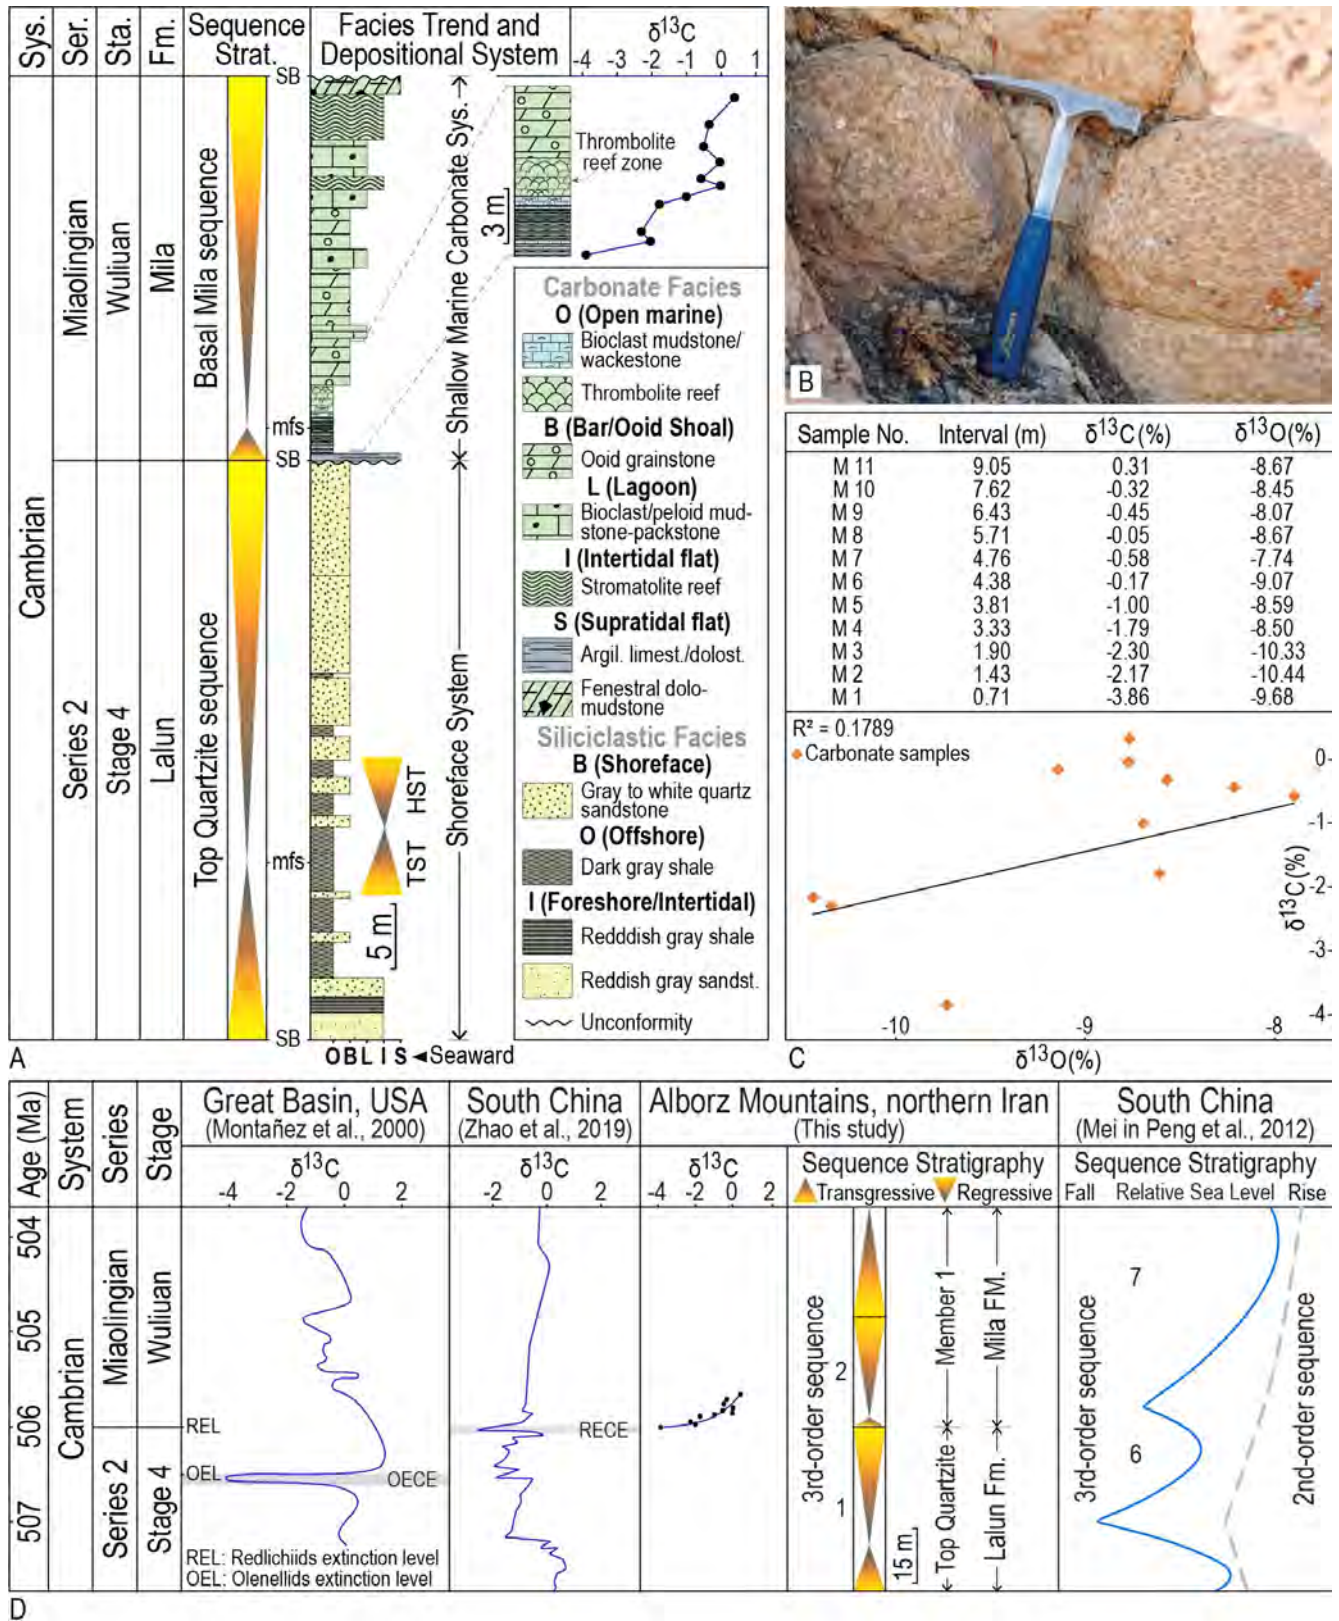 Sys.
Ser.
Sta.
Fm.
Sequence
Strat.
Facies Trend and
Depositional System
δ¹³C
-4 -2 -1 0 1
SB
Cambrian
Miaolingian
Wuliuan
Mila
Basal Mila sequence
mfs
SB
Shallow Marine Carbonate Sys.
Series 2
Stage 4
Lalun
Top Quartzite sequence
mfs
SB
Shoreface System
HST
TST
5 m
O B L I S ◄Seaward
A
3 m
Thrombolite
reef zone
Carbonate Facies
O (Open marine)
Bioclast mudstone/
wackestone
Thrombolite reef
B (Bar/Ooid Shoal)
Ooid grainstone
L (Lagoon)
Bioclast/peloid mud-
stone-packstone
I (Intertidal flat)
Stromatolite reef
S (Supratidal flat)
Argil. limest./dolost.
Fenestral dolo-
mudstone
Siliciclastic Facies
B (Shoreface)
Gray to white quartz
sandstone
O (Offshore)
Dark gray shale
I (Foreshore/Intertidal)
Redddish gray shale
Reddish gray sandst.
Unconformity
B
Sample No. Interval (m) δ¹³C(%) δ¹³O(%)
M 11 9.05 0.31 -8.67
M 10 7.62 -0.32 -8.45
M 9 6.43 -0.45 -8.07
M 8 5.71 -0.05 -8.67
M 7 4.76 -0.58 -7.74
M 6 4.38 -0.17 -9.07
M 5 3.81 -1.00 -8.59
M 4 3.33 -1.79 -8.50
M 3 1.90 -2.30 -10.33
M 2 1.43 -2.17 -10.44
M 1 0.71 -3.86 -9.68
R² = 0.1789
Carbonate samples
0
-1
-2
-3
-4
δ¹³C(%)
-10 -9 -8
δ¹³O(%)
C
Age (Ma)
System
Series
Stage
Great Basin, USA
(Montañez et al., 2000)
δ¹³C
-4 -2 0 2
South China
(Zhao et al., 2019)
δ¹³C
-2 0 2
Alborz Mountains, northern Iran
(This study)
δ¹³C
-4 -2 0 2
Sequence Stratigraphy
Transgressive Regressive
South China
(Mei in Peng et al., 2012)
Sequence Stratigraphy
Fall Relative Sea Level Rise
504
505
506
507
Cambrian
Miaolingian
Series 2
Wuliuan
Stage 4
REL
OEL
OECE
REL: Redlichiids extinction level
OEL: Olenellids extinction level
RECE
3rd-order sequence
2
1
15 m
Top Quartzite
Member 1
Lalun Fm.
Mila FM.
3rd-order sequence
7
6
2nd-order sequence
D